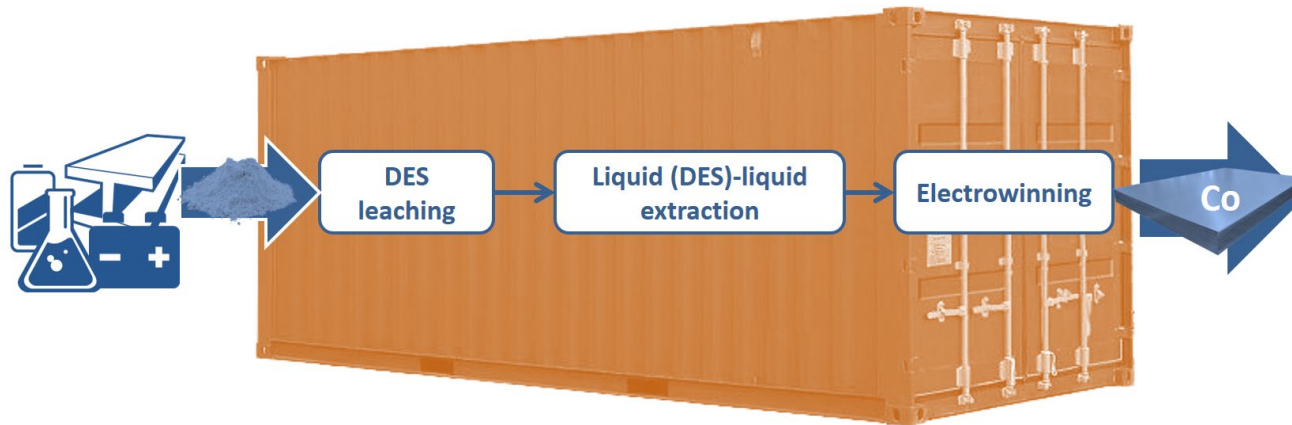 DES
leaching
Liquid (DES)-liquid
extraction
Electrowinning
Co